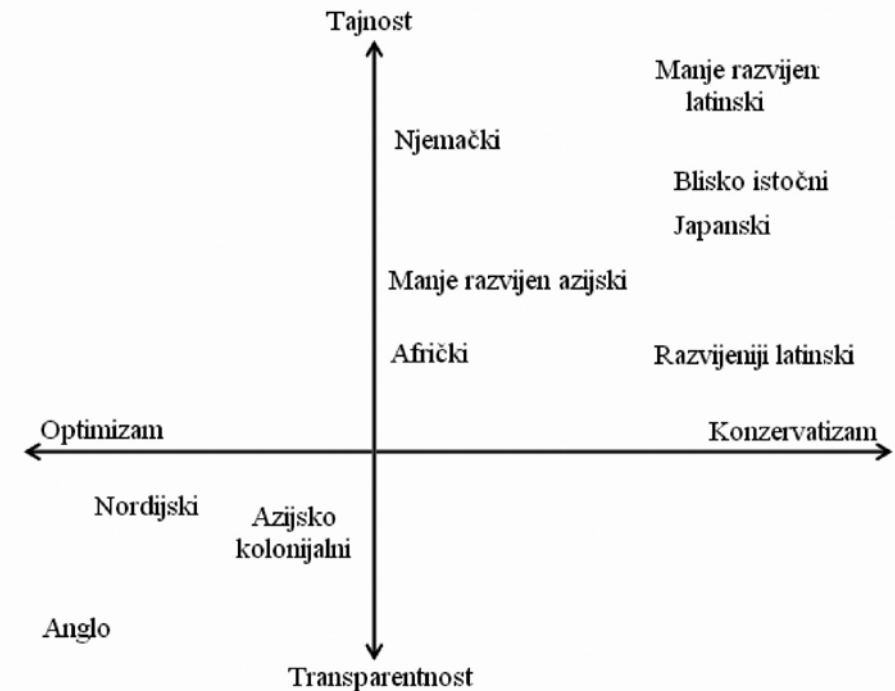 Tajnost
Manje razvijen
latinski
Njemački
Blisko istočni
Japanski
Manje razvijen azijski
Afrički
Razvijeniji latinski
Optimizam
Konzervatizam
Nordijski
Azijsko
kolonijalni
Anglo
Transparentnost